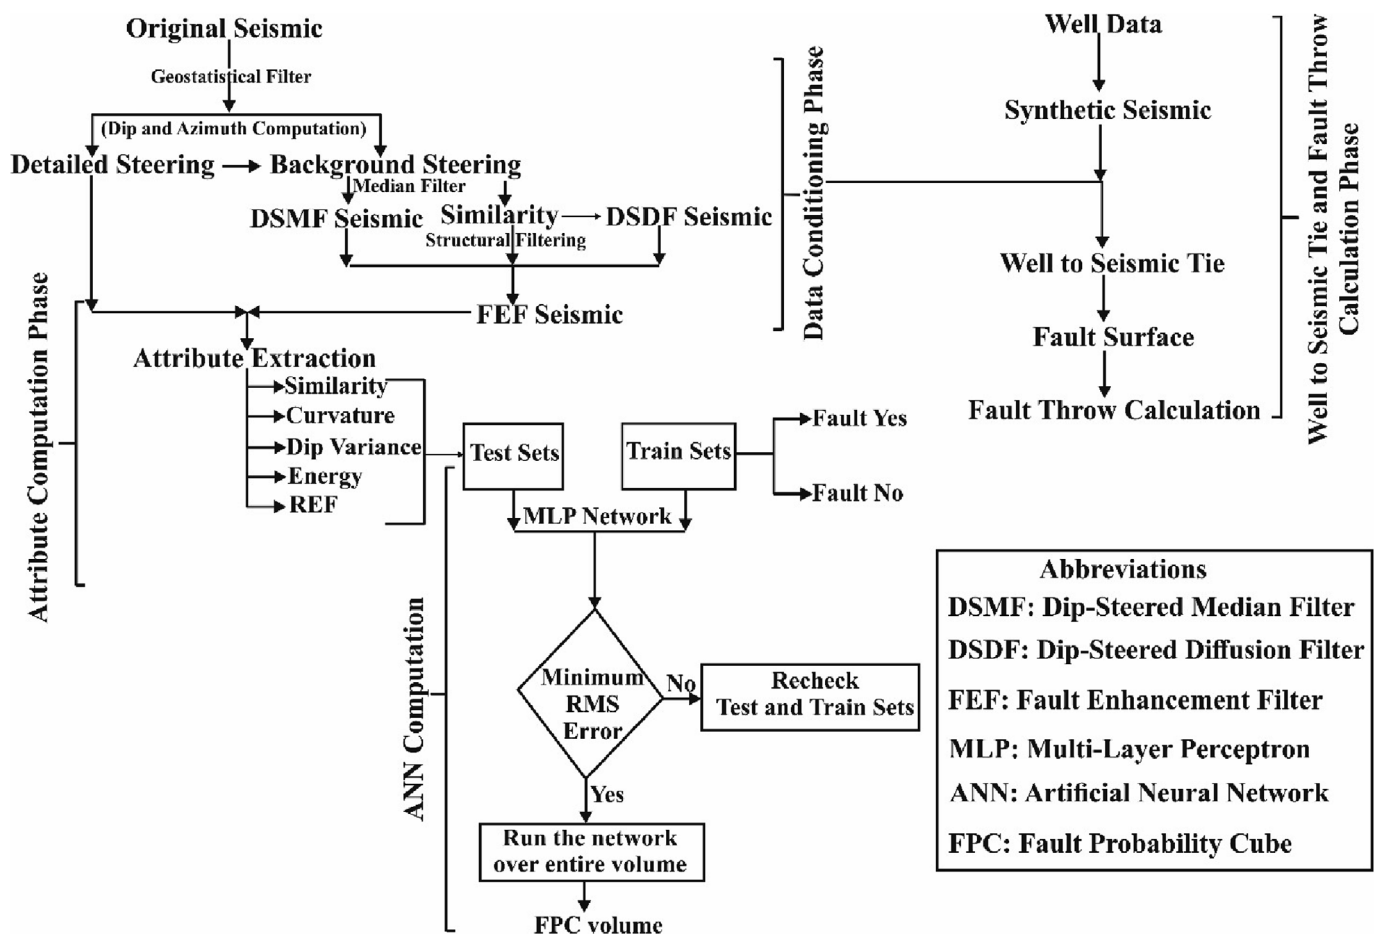 Original Seismic
Geostatistical Filter
(Dip and Azimuth Computation)
Detailed Steering
Background Steering
Median Filter
DSMF Seismic
Similarity
DSDF Seismic
Structural Filtering
FEF Seismic
Data Conditioning Phase
Well Data
Synthetic Seismic
Well to Seismic Tie
Fault Surface
Fault Throw Calculation
Well to Seismic Tie and Fault Throw
Calculation Phase
Attribute Computation Phase
Attribute Extraction
Similarity
Curvature
Dip Variance
Energy
REF
Test Sets
Train Sets
Fault Yes
Fault No
MLP Network
ANN Computation
Minimum
RMS
Error
No
Recheck
Test and Train Sets
Yes
Run the network
over entire volume
FPC volume
Abbreviations
DSMF: Dip-Steered Median Filter
DSDF: Dip-Steered Diffusion Filter
FEF: Fault Enhancement Filter
MLP: Multi-Layer Perceptron
ANN: Artificial Neural Network
FPC: Fault Probability Cube